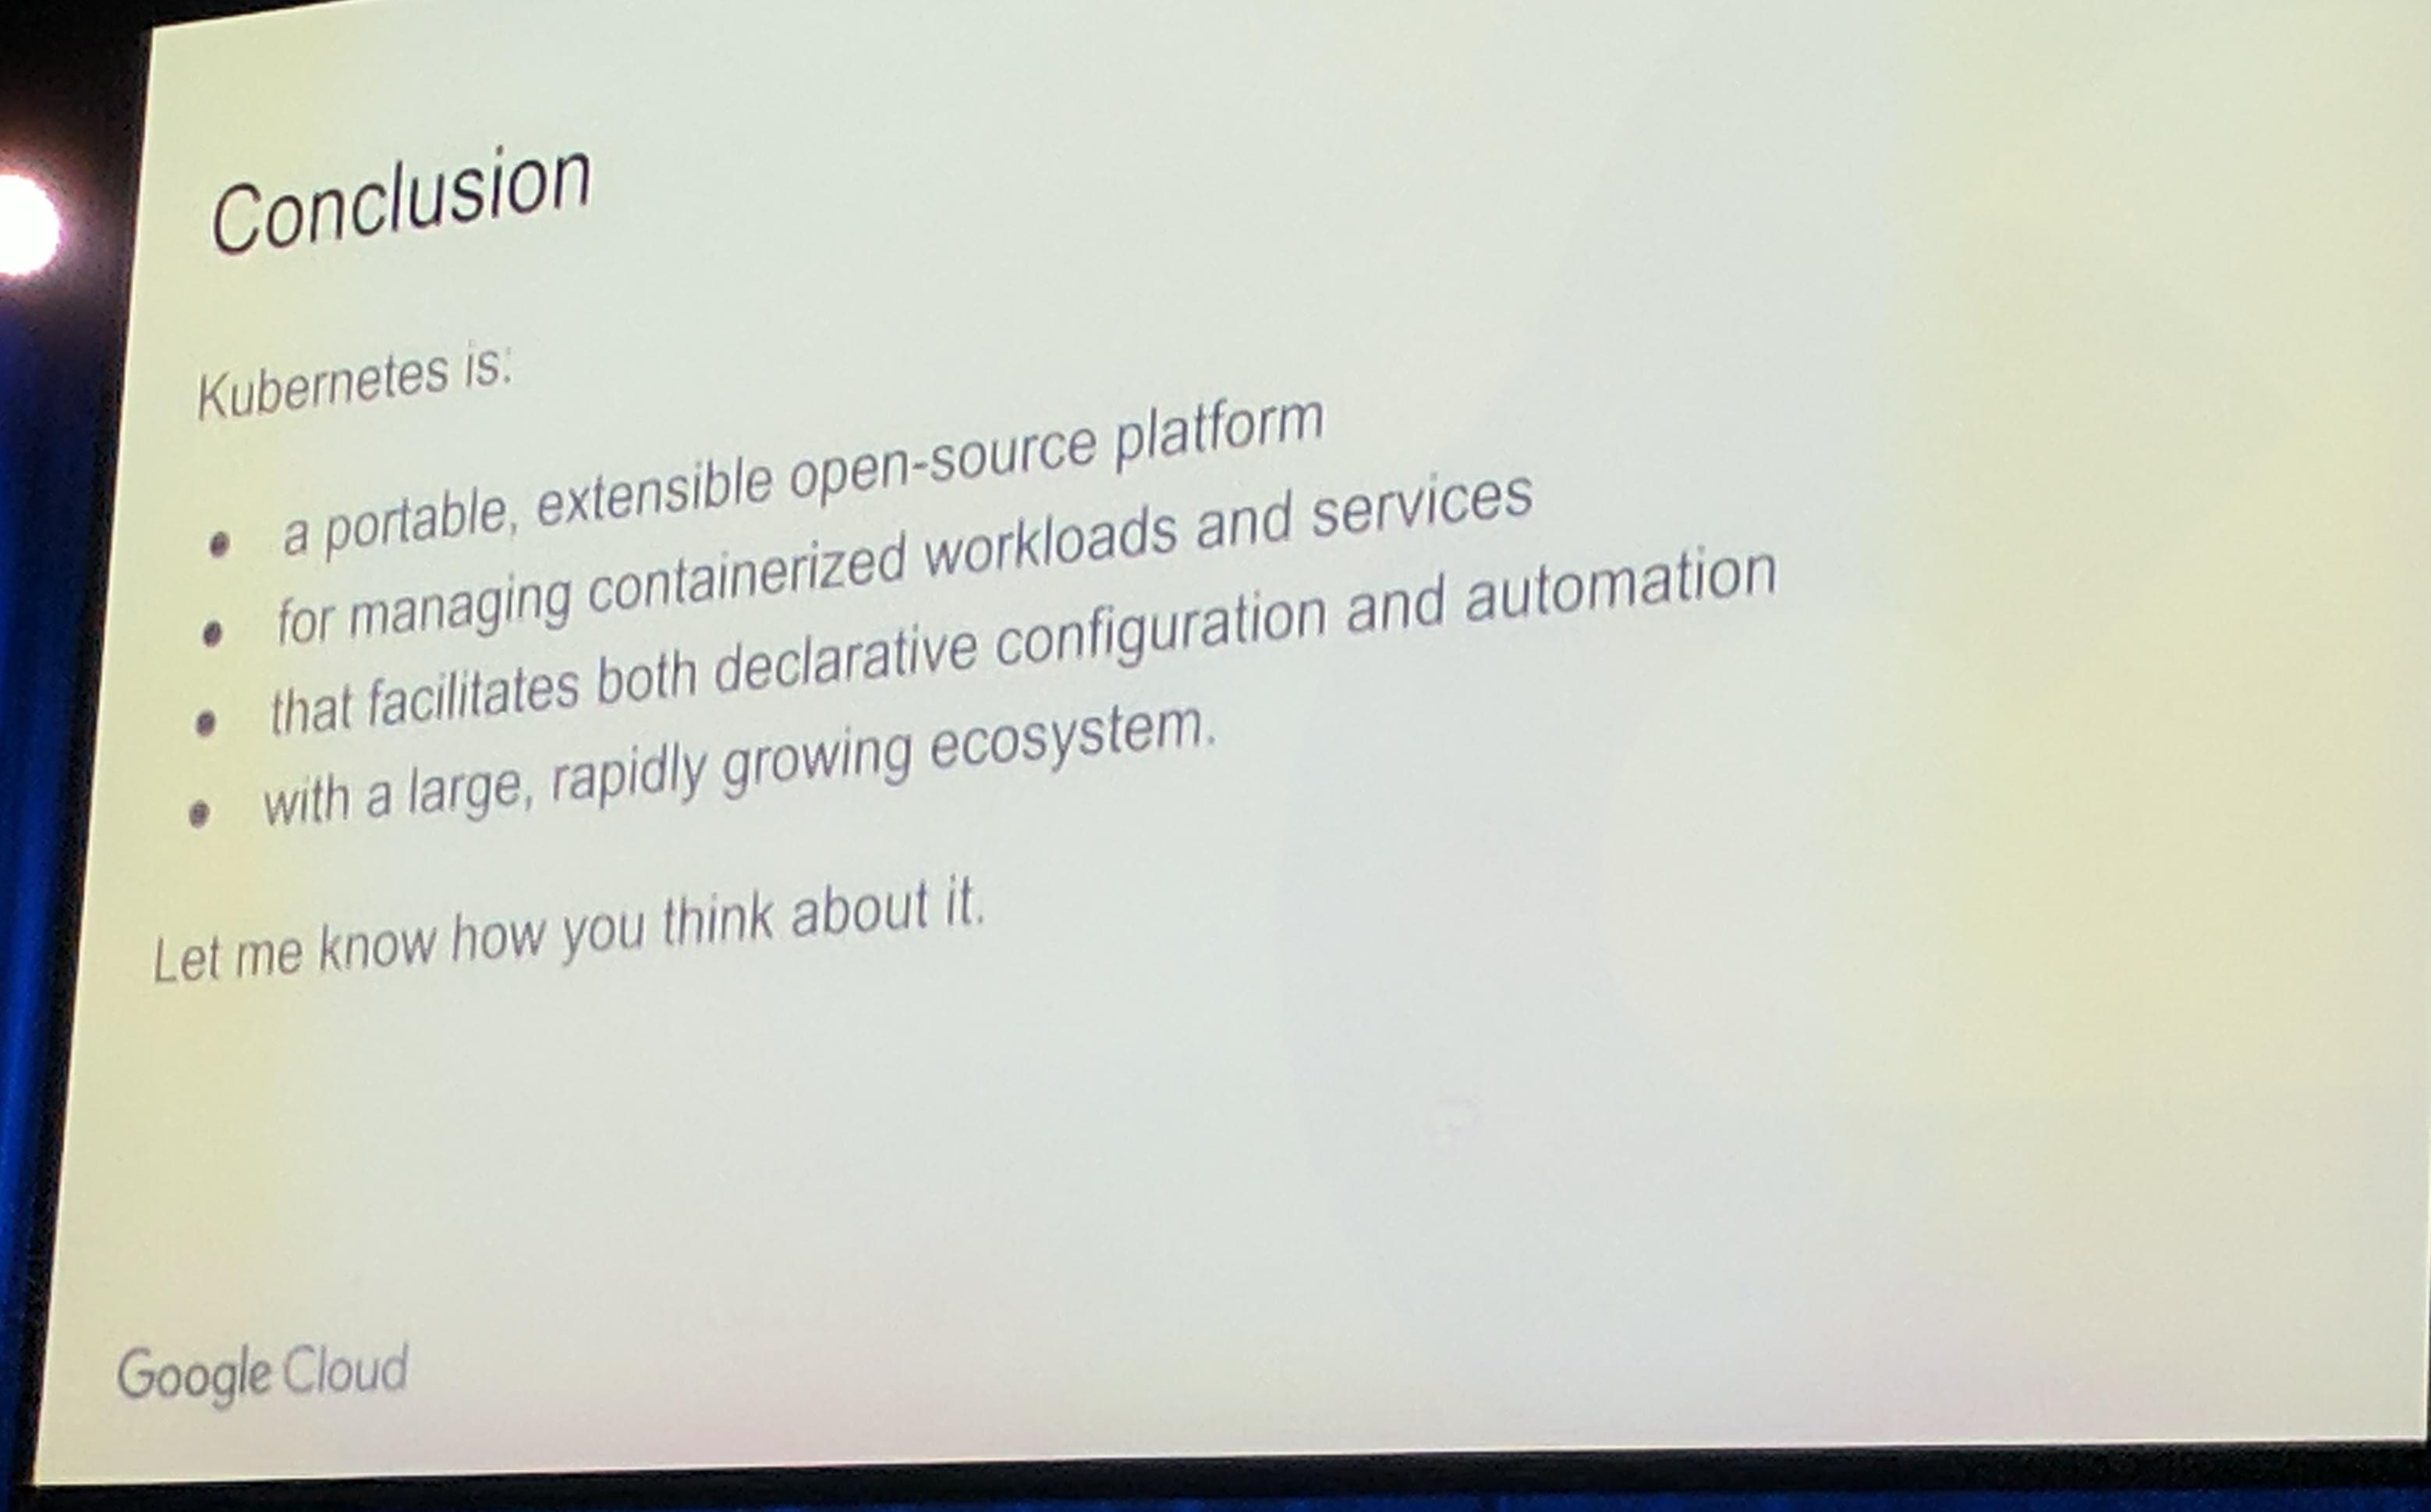 Conclusion
Kubernetes is:
• a portable, extensible open-source platform
• for managing containerized workloads and services
• that facilitates both declarative configuration and automation
• with a large, rapidly growing ecosystem.
Let me know how you think about it.
Google Cloud